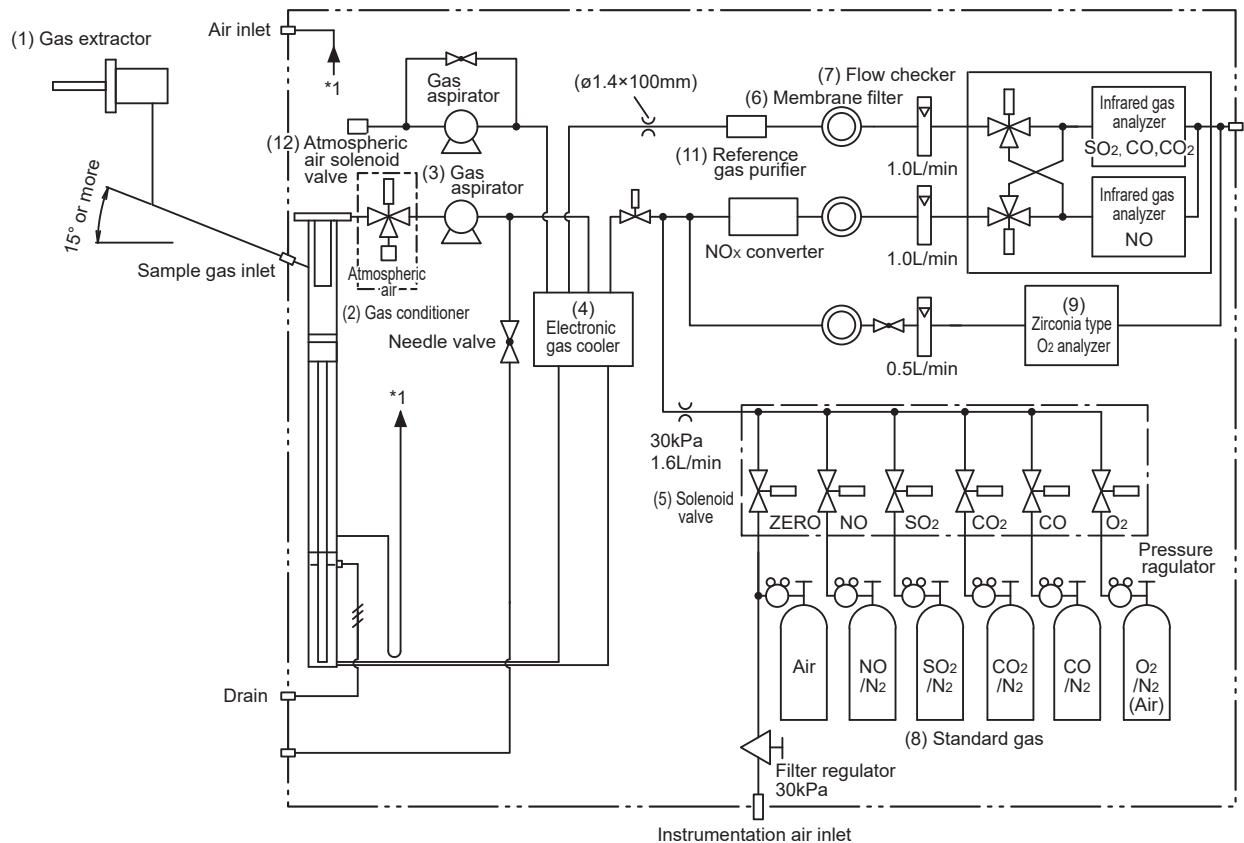 Air inlet
(1) Gas extractor
*1
Gas
aspirator
(ø1.4×100mm)
(7) Flow checker
(6) Membrane filter
Infrared gas
analyzer
SO2, CO,CO2
(12) Atmospheric
air solenoid
valve
(3) Gas
aspirator
(11) Reference
gas purifier
1.0L/min
Infrared gas
analyzer
NO
15° or more
Sample gas inlet
Atmospheric
air
NOx converter
1.0L/min
(2) Gas conditioner
Needle valve
(4)
Electronic
gas cooler
(9)
Zirconia type
O2 analyzer
0.5L/min
*1
30kPa
1.6L/min
(5) Solenoid
valve
ZERO
NO
SO2
CO2
CO
O2
Pressure
ragulator
Air
NO
/N2
SO2
/N2
CO2
/N2
CO
/N2
O2
/N2
(Air)
Drain
(8) Standard gas
Filter regulator
30kPa
Instrumentation air inlet